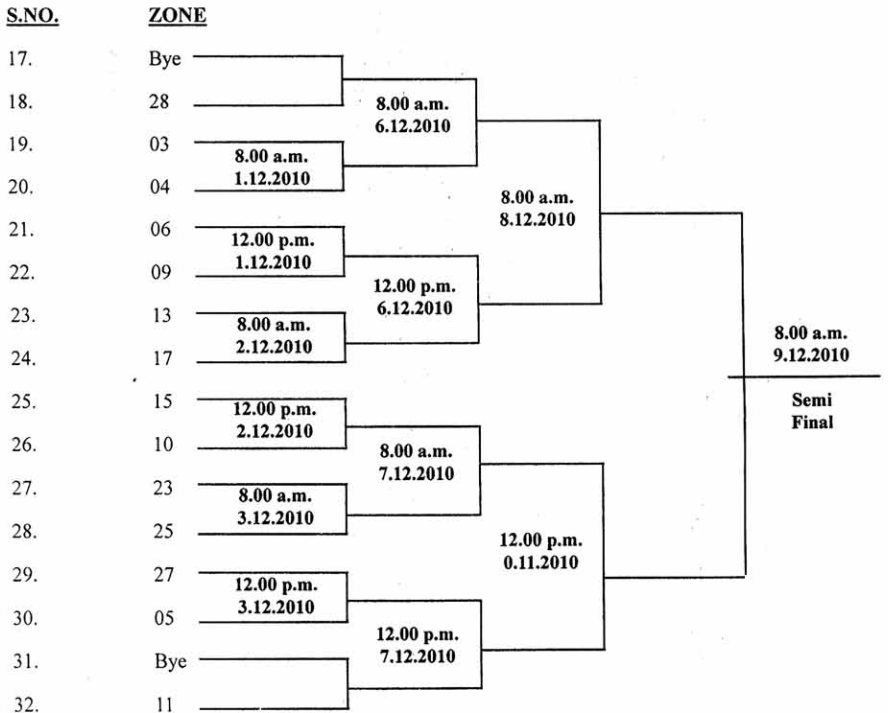 S.NO. ZONE
17. Bye
18. 28
8.00 a.m.
6.12.2010
19. 03
8.00 a.m.
1.12.2010
20. 04
8.00 a.m.
8.12.2010
21. 06
12.00 p.m.
1.12.2010
22. 09
12.00 p.m.
6.12.2010
23. 13
8.00 a.m.
2.12.2010
24. 17
8.00 a.m.
9.12.2010
Semi
Final
25. 15
12.00 p.m.
2.12.2010
26. 10
8.00 a.m.
7.12.2010
27. 23
8.00 a.m.
3.12.2010
28. 25
12.00 p.m.
0.11.2010
29. 27
12.00 p.m.
3.12.2010
30. 05
12.00 p.m.
7.12.2010
31. Bye
32. 11